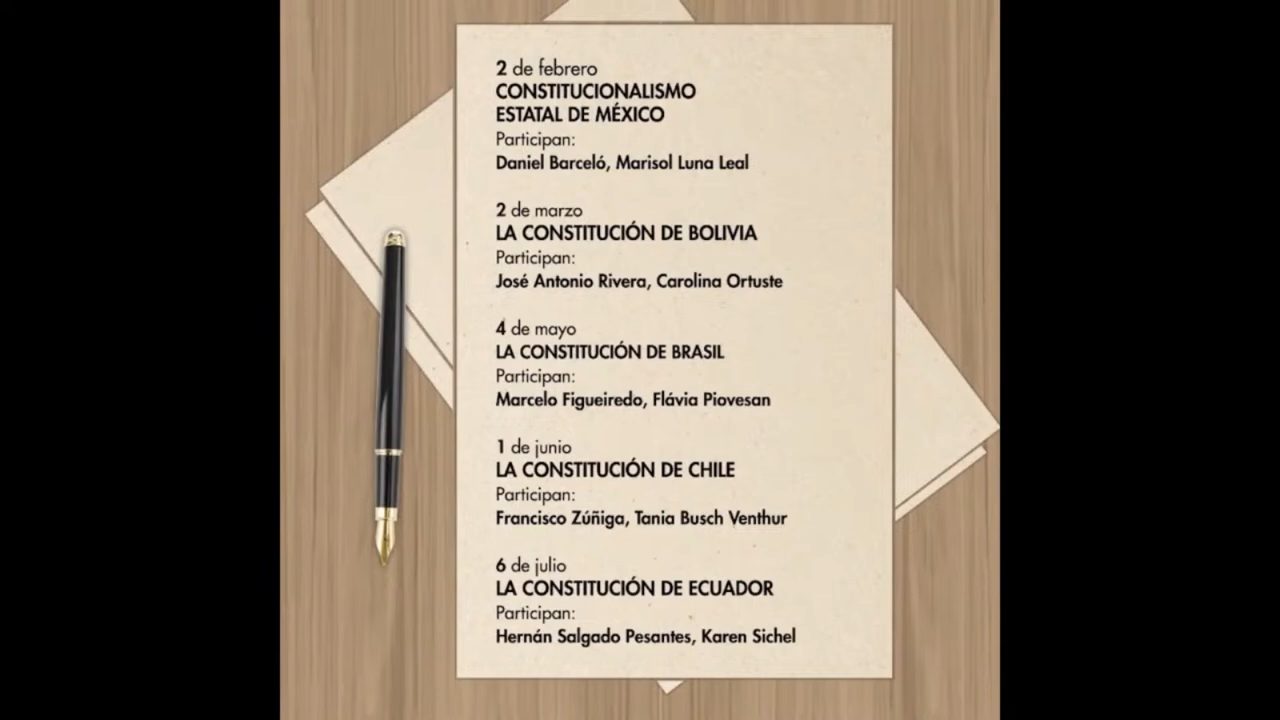 2 de febrero
CONSTITUCIONALISMO
ESTATAL DE MÉXICO
Participan:
Daniel Barceló, Marisol Luna Leal
2 de marzo
LA CONSTITUCIÓN DE BOLIVIA
Participan:
José Antonio Rivera, Carolina Ortuste
4 de mayo
LA CONSTITUCIÓN DE BRASIL
Participan:
Marcelo Figueiredo, Flávia Piovesan
1 de junio
LA CONSTITUCIÓN DE CHILE
Participan:
Francisco Zúñiga, Tania Busch Venthur
6 de julio
LA CONSTITUCIÓN DE ECUADOR
Participan:
Hernán Salgado Pesantes, Karen Sichel